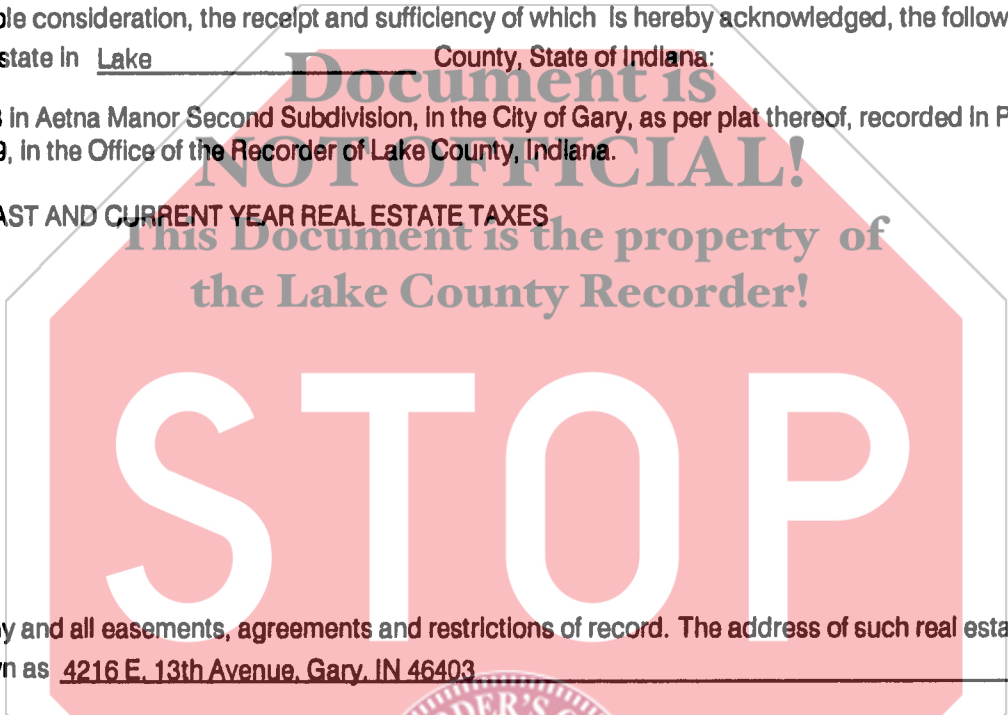 ble consideration, the receipt and sufficiency of which is hereby acknowledged, the follow
state in Lake County, State of Indiana:
Document is
in Aetna Manor Second Subdivision, in the City of Gary, as per plat thereof, recorded in P
NOT OFFICIAL!
9, in the Office of the Recorder of Lake County, Indiana.
AST AND CURRENT YEAR REAL ESTATE TAXES
This Document is the property of
the Lake County Recorder!
STOP
y and all easements, agreements and restrictions of record. The address of such real esta
n as 4216 E. 13th Avenue, Gary, IN 46403
DER'S